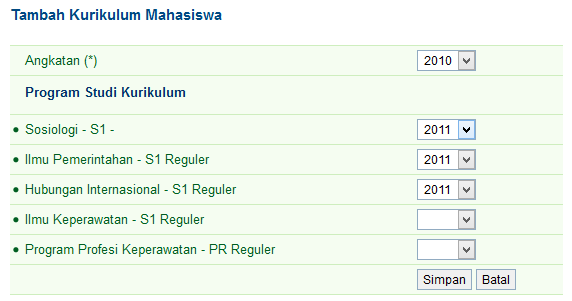 Tambah Kurikulum Mahasiswa
Angkatan (*) 2010
Program Studi Kurikulum
• Sosiologi - S1 - 2011
• Ilmu Pemerintahan - S1 Reguler 2011
• Hubungan Internasional - S1 Reguler 2011
• Ilmu Keperawatan - S1 Reguler
• Program Profesi Keperawatan - PR Reguler
Simpan Batal